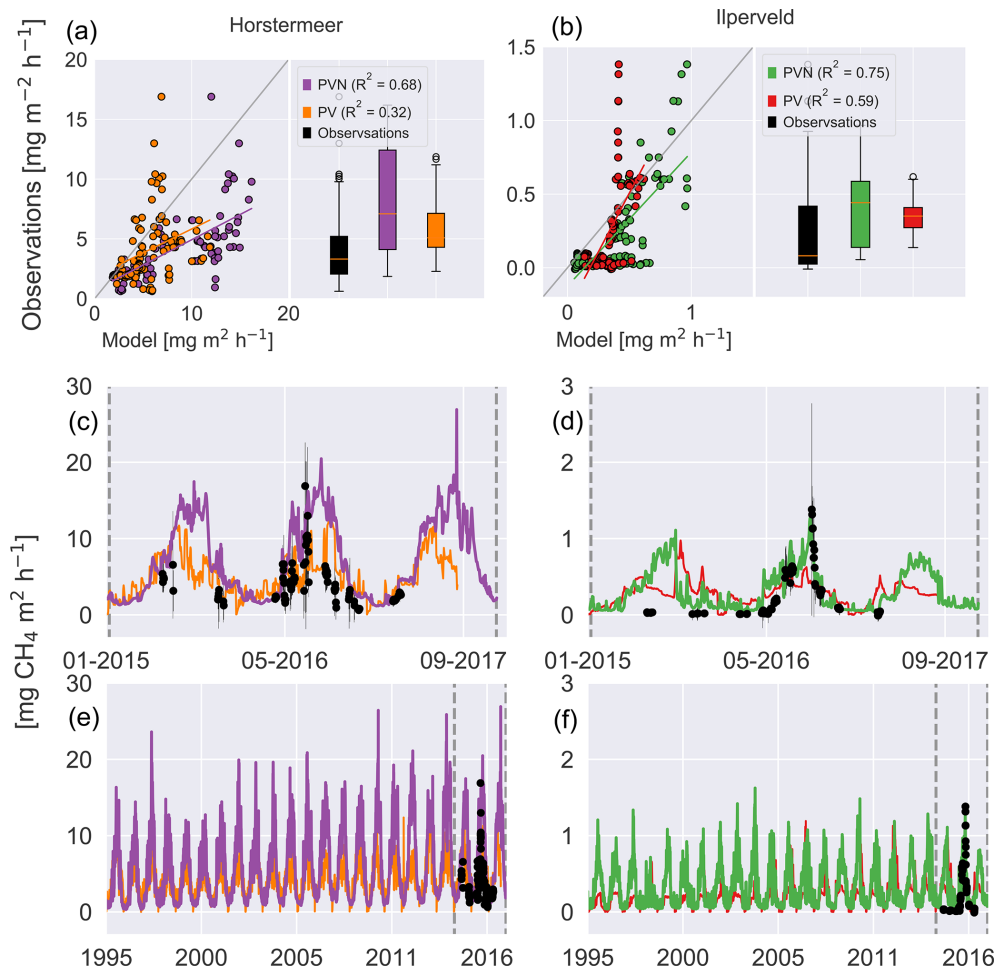 Horstermeer
Ilperveld
(a)
(b)
Observations [mg m⁻² h⁻¹]
20
15
10
5
0
0
10
20
Model [mg m² h⁻¹]
PVN (R² = 0.68)
PV (R² = 0.32)
Observsations
1.5
1.0
0.5
0.0
0
1
Model [mg m² h⁻¹]
PVN (R² = 0.75)
PV (R² = 0.59)
Observsations
[mg CH₄ m² h⁻¹]
(c)
30
20
10
0
01-2015
05-2016
09-2017
(d)
3
2
1
0
01-2015
05-2016
09-2017
(e)
30
20
10
0
1995
2000
2005
2011
2016
(f)
3
2
1
0
1995
2000
2005
2011
2016